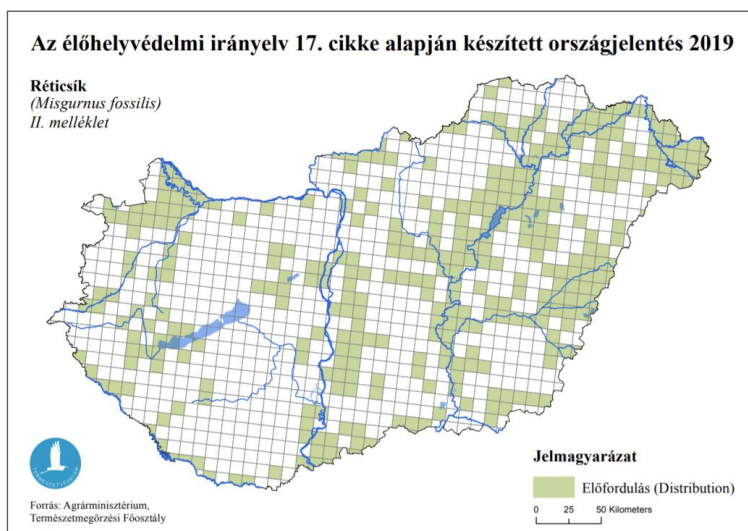 Az élőhelyvédelmi irányelv 17. cikke alapján készített országjelentés 2019
Réticsík
(Misgurnus fossilis)
II. melléklet
Jelmagyarázat
Előfordulás (Distribution)
0 25 50 Kilometers
TERMÉSZETVÉDELEM
Forrás: Agrárminisztérium,
Természetmegőrzési Főosztály